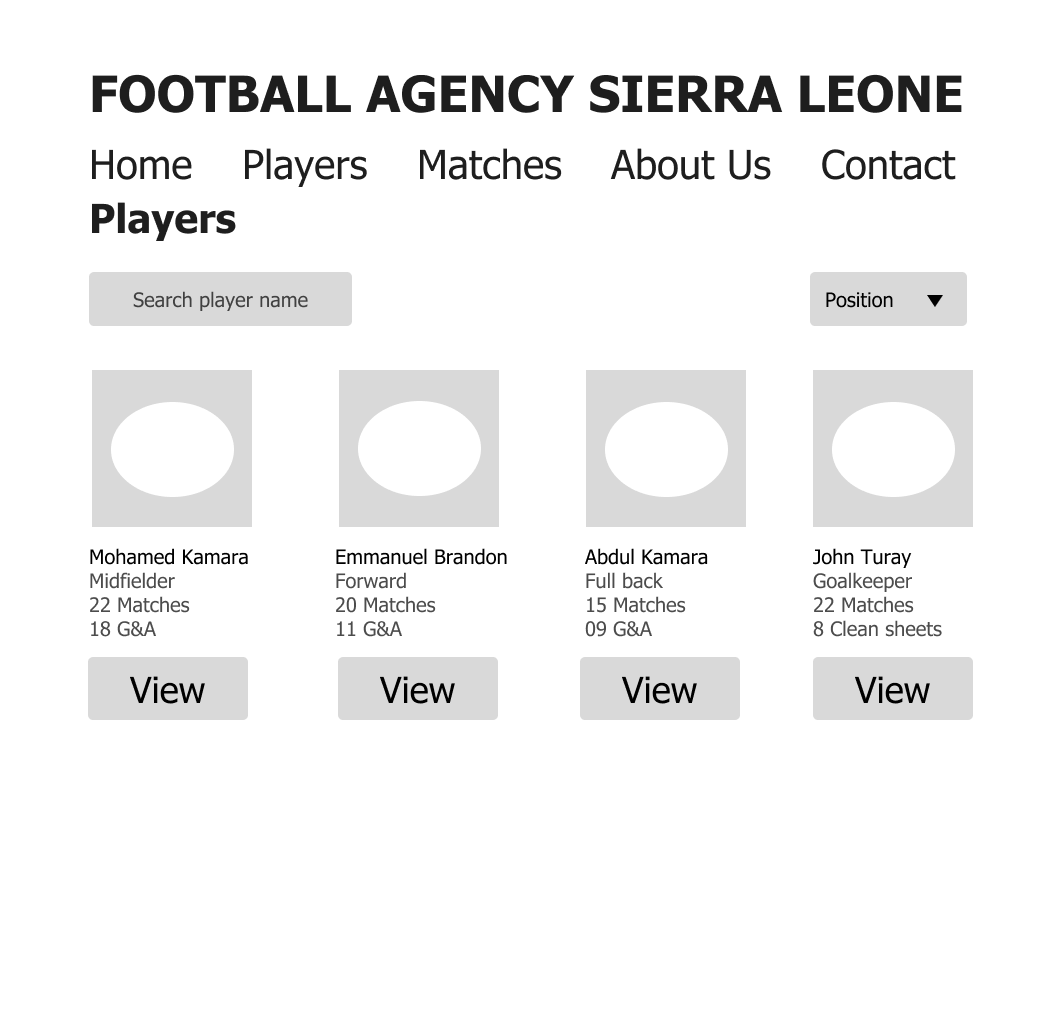 FOOTBALL AGENCY SIERRA LEONE
Home Players Matches About Us Contact
Players
Search player name
Position
Mohamed Kamara
Midfielder
22 Matches
18 G&A
View
Emmanuel Brandon
Forward
20 Matches
11 G&A
View
Abdul Kamara
Full back
15 Matches
09 G&A
View
John Turay
Goalkeeper
22 Matches
8 Clean sheets
View